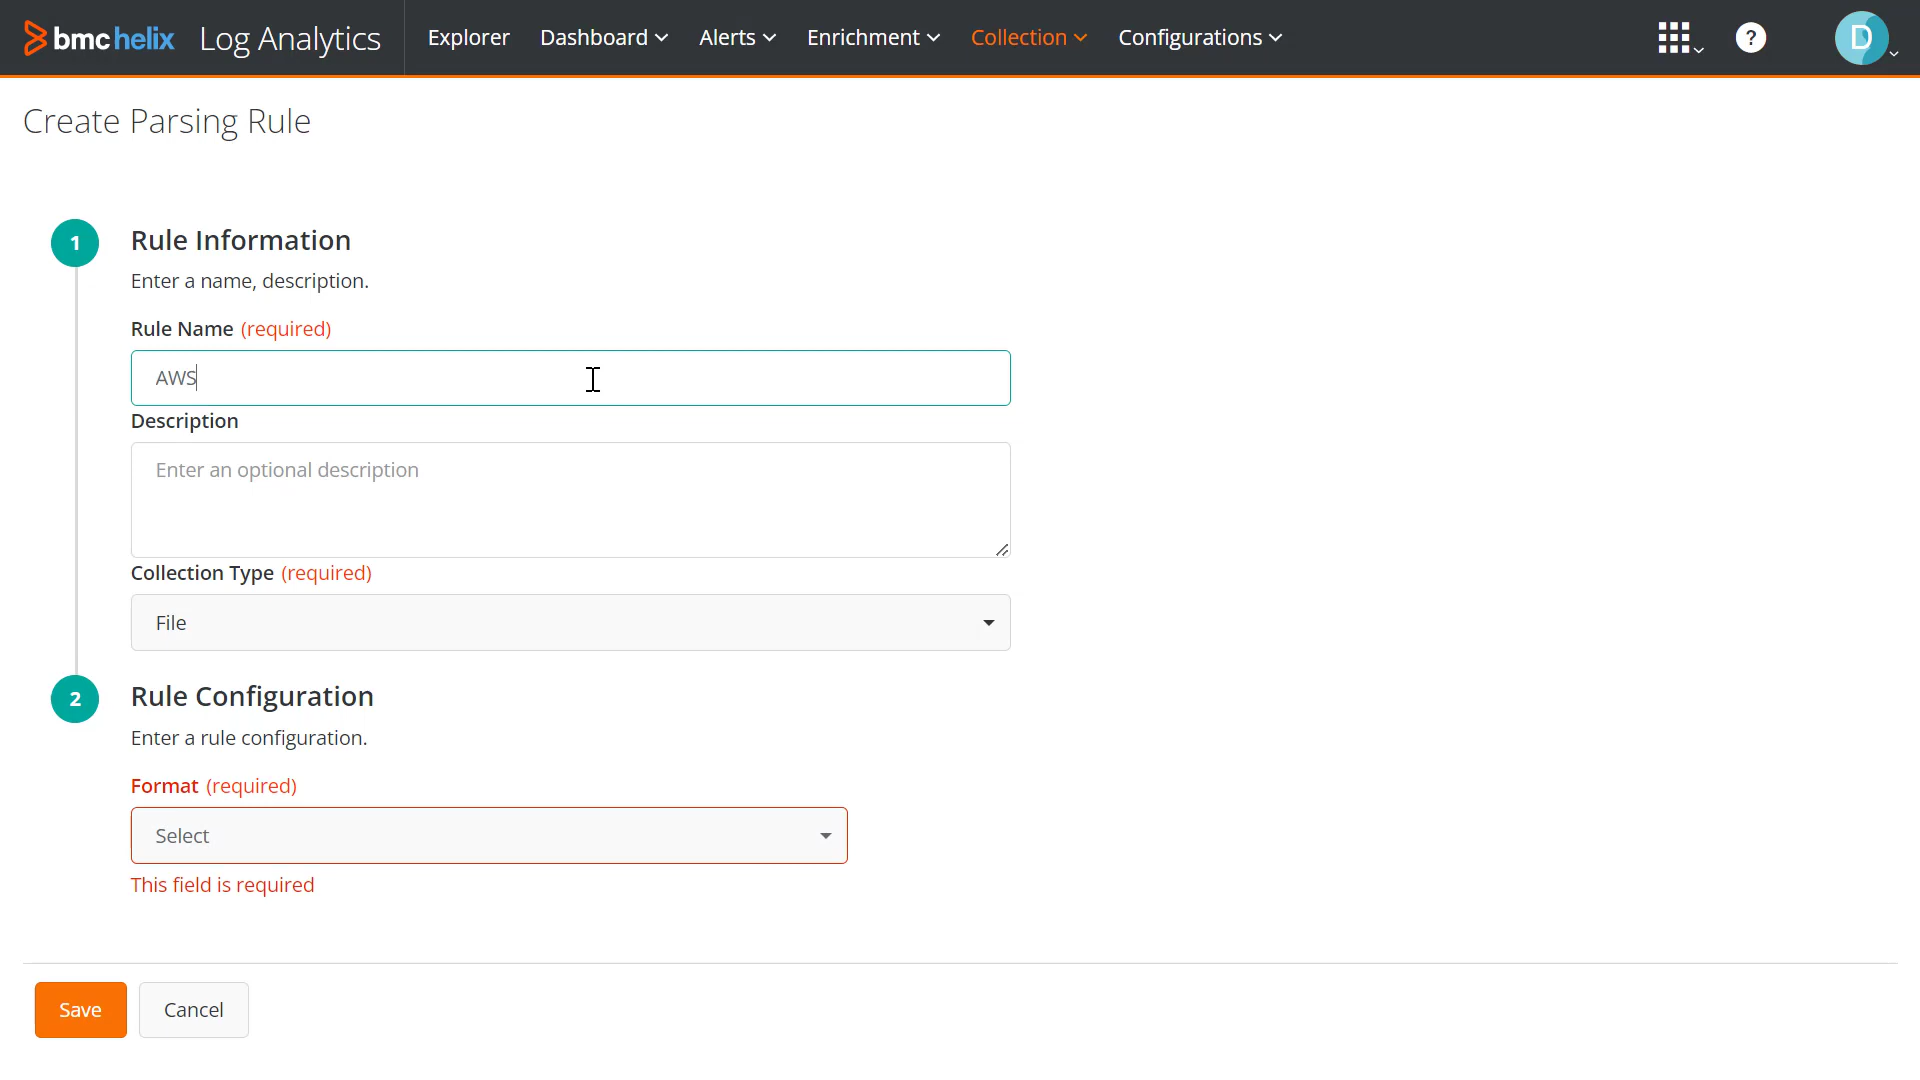 bmc helix Log Analytics Explorer Dashboard Alerts Enrichment Collection Configurations ? D
Create Parsing Rule
1 Rule Information
Enter a name, description.
Rule Name (required)
AWS
Description
Enter an optional description
Collection Type (required)
File
2 Rule Configuration
Enter a rule configuration.
Format (required)
Select
This field is required
Save Cancel